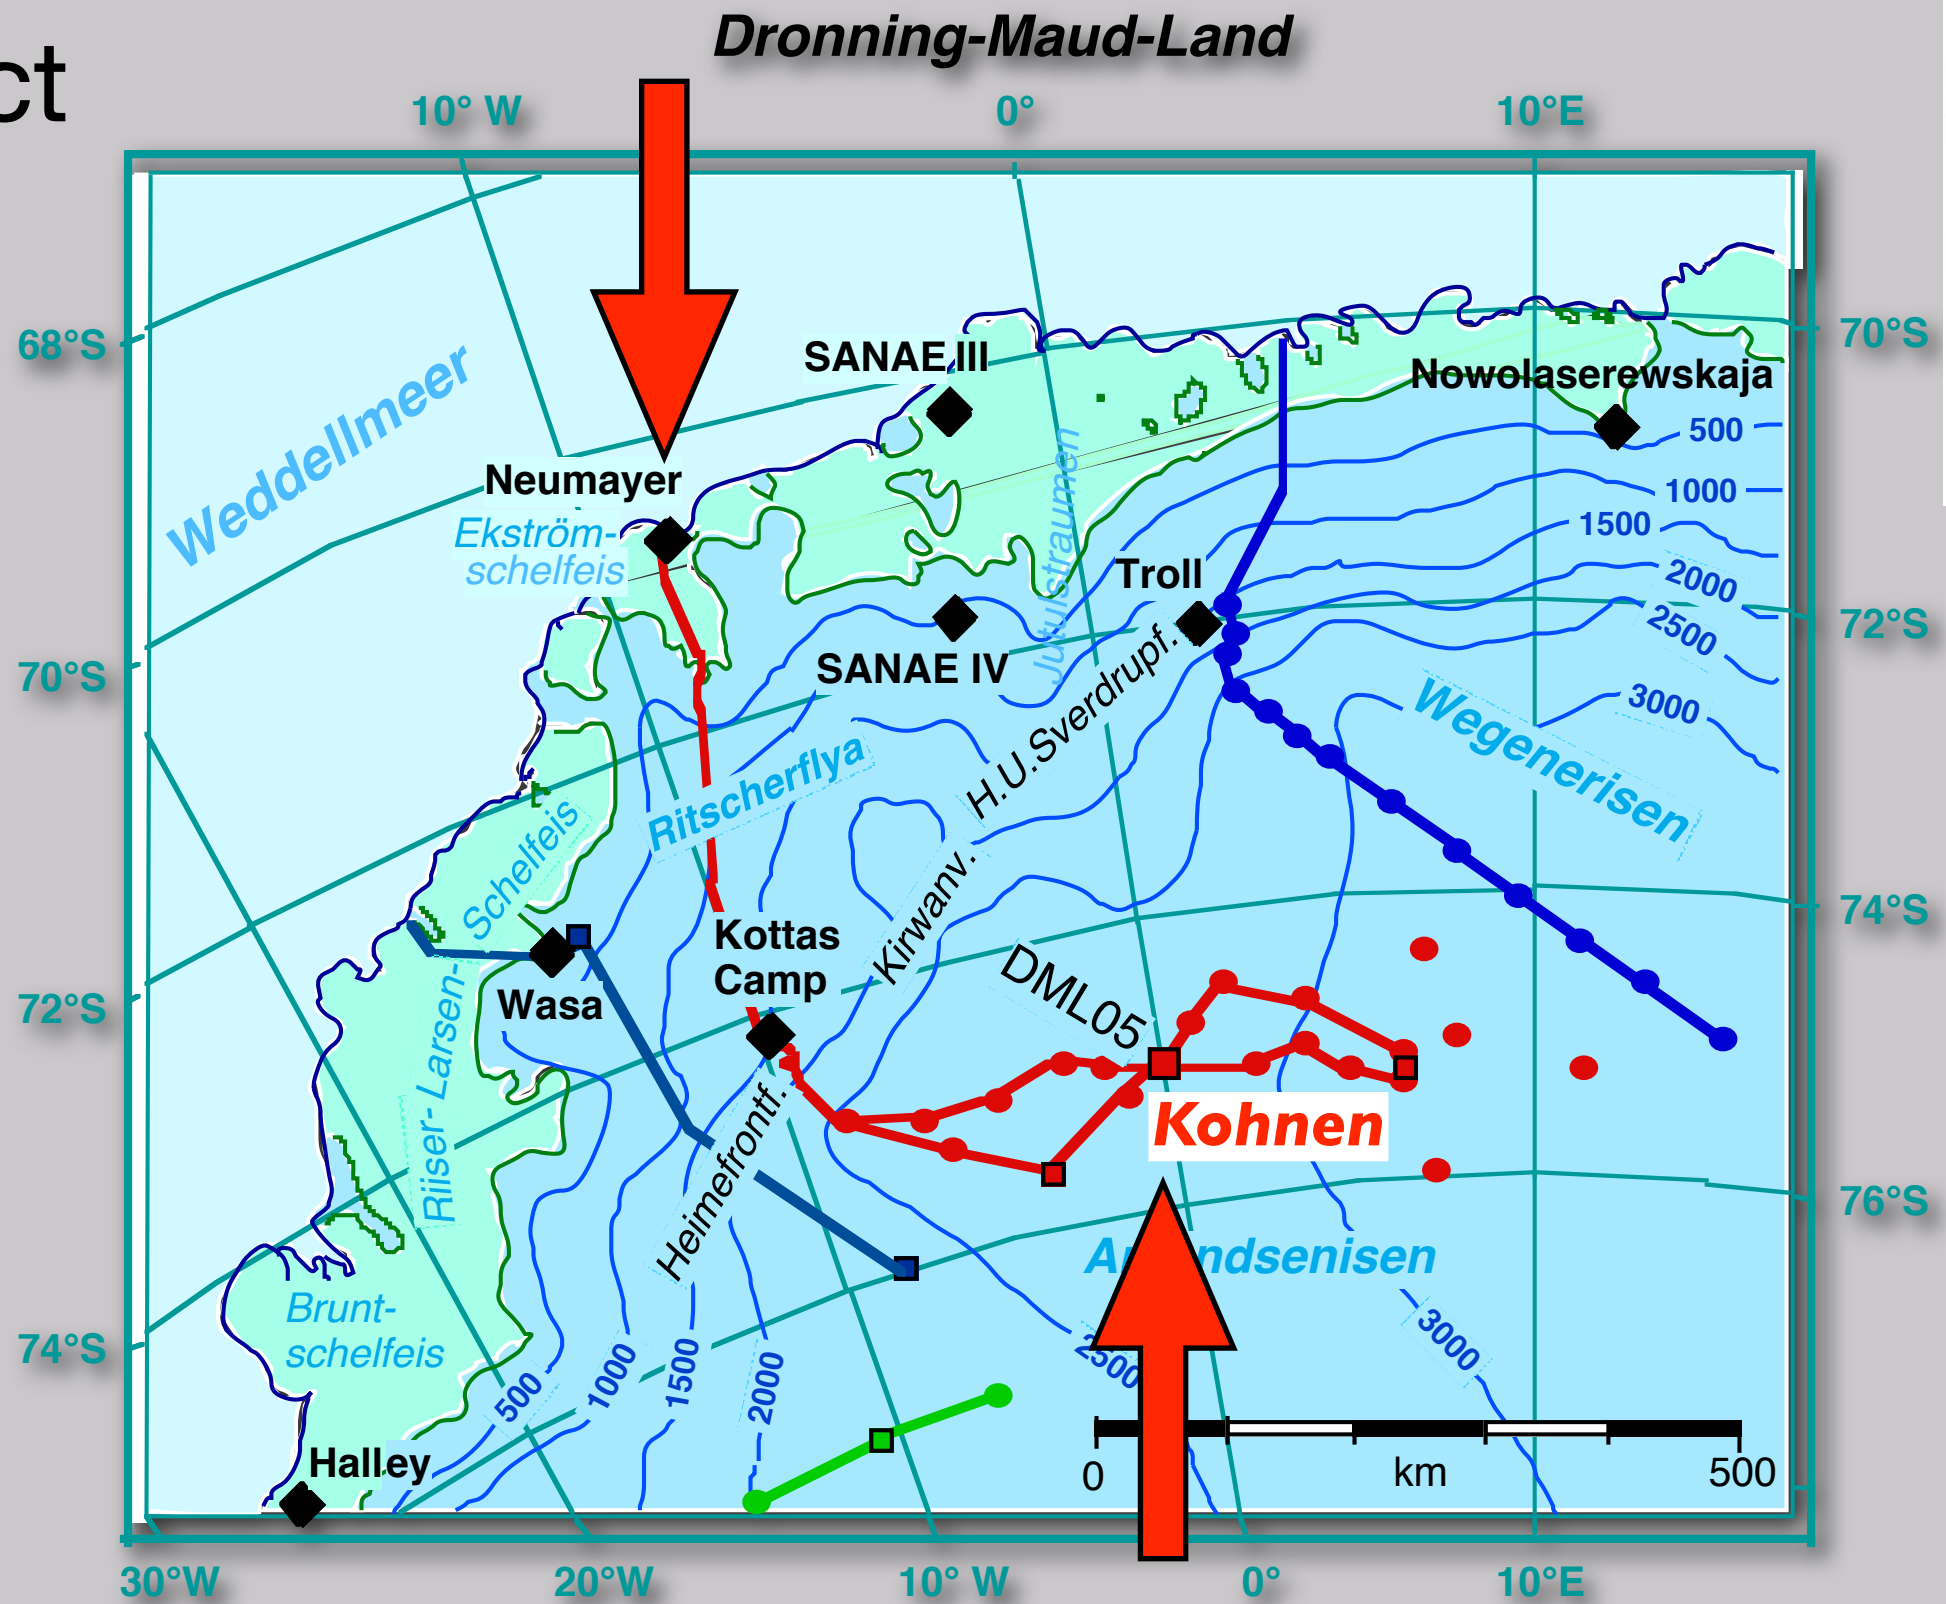 Dronning-Maud-Land
ct
10° W
0°
10°E
68°S
70°S
SANAE III
Nowolaserewskaja
Weddellmeer
500
Neumayer
1000
Ekström-
schelfeis
1500
Jutulstraumen
Troll
2000
72°S
2500
70°S
SANAE IV
H.U.Sverdrupf.
3000
Wegenerisen
Ritscherflya
Schelfeis
Kirwanv.
74°S
Kottas
Camp
DML05
Wasa
72°S
Riiser- Larsen-
Kohnen
Heimefrontf.
76°S
Brunt-
schelfeis
74°S
3000
2500
500
1000
1500
2000
Halley
0
km
500
30°W
20°W
10° W
0°
10°E